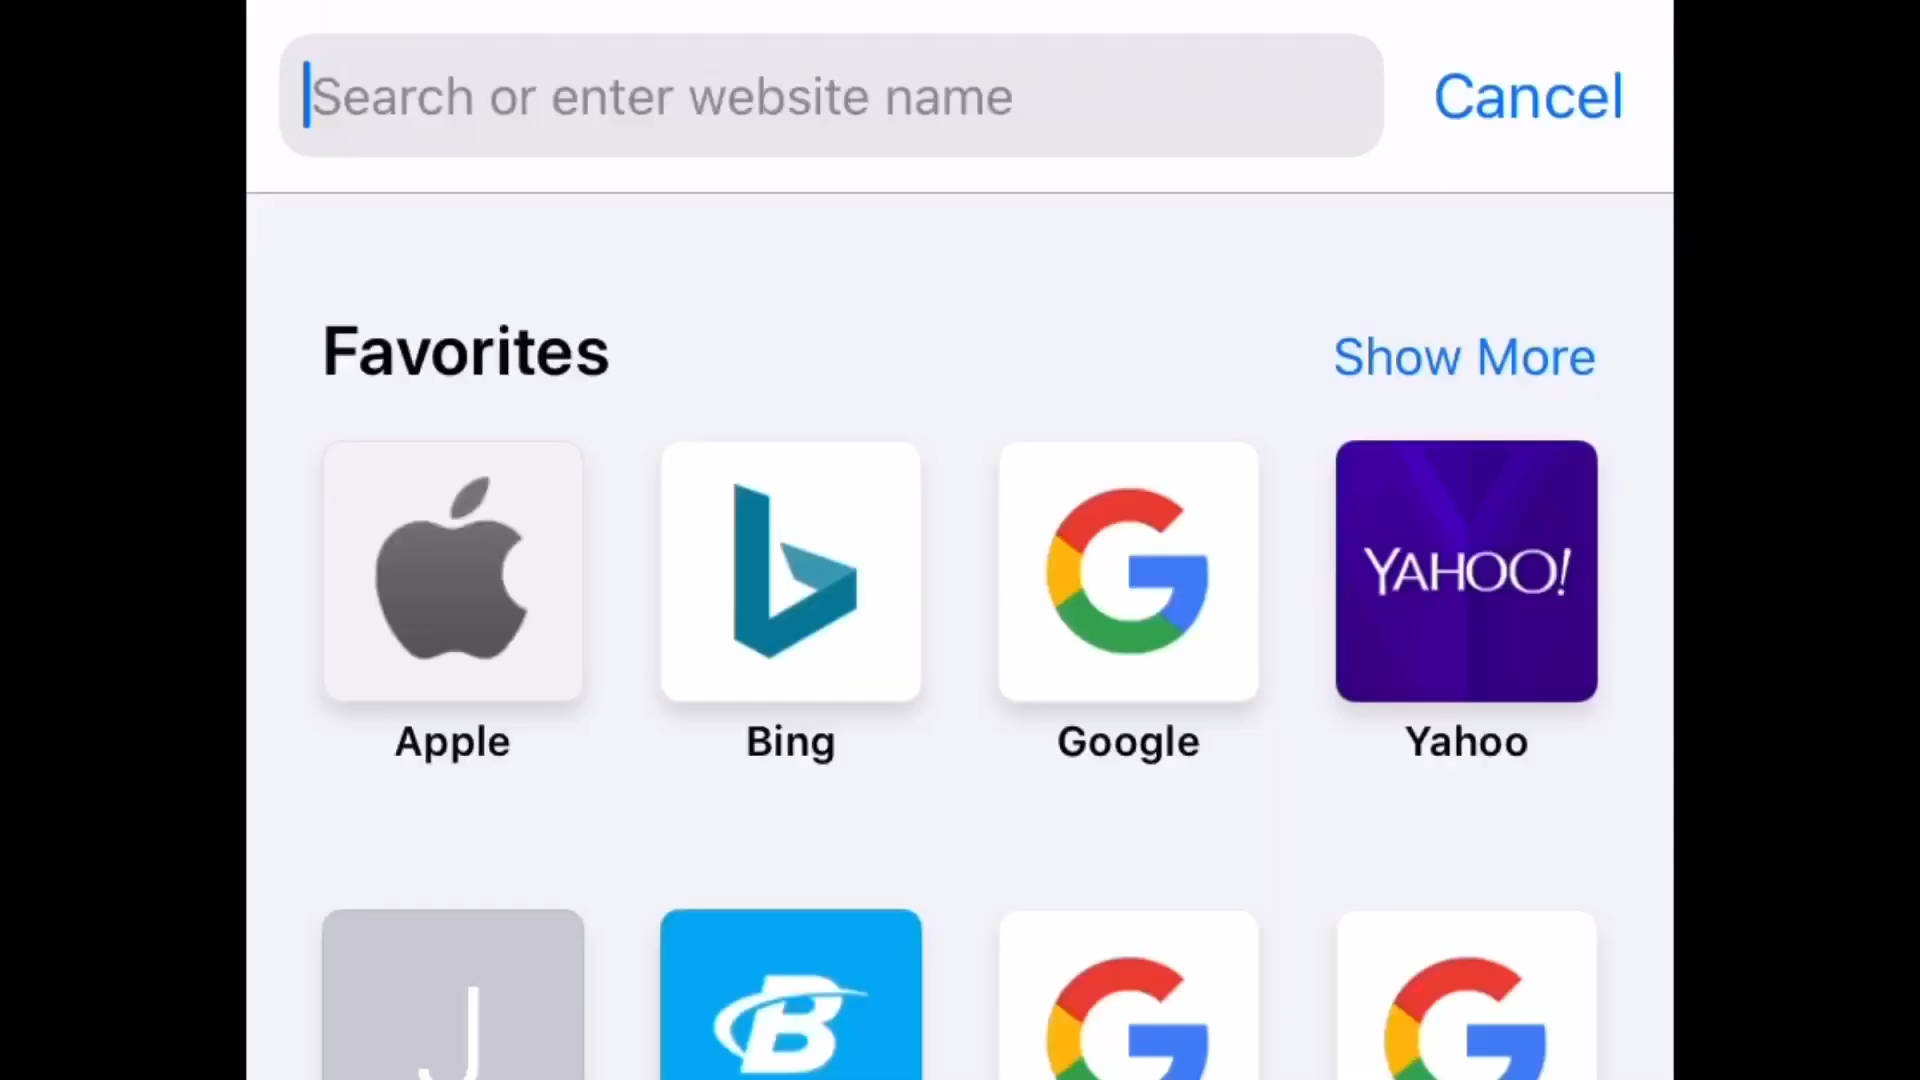 Search or enter website name Cancel
Favorites Show More
YAHOO!
Apple Bing Google Yahoo
J B